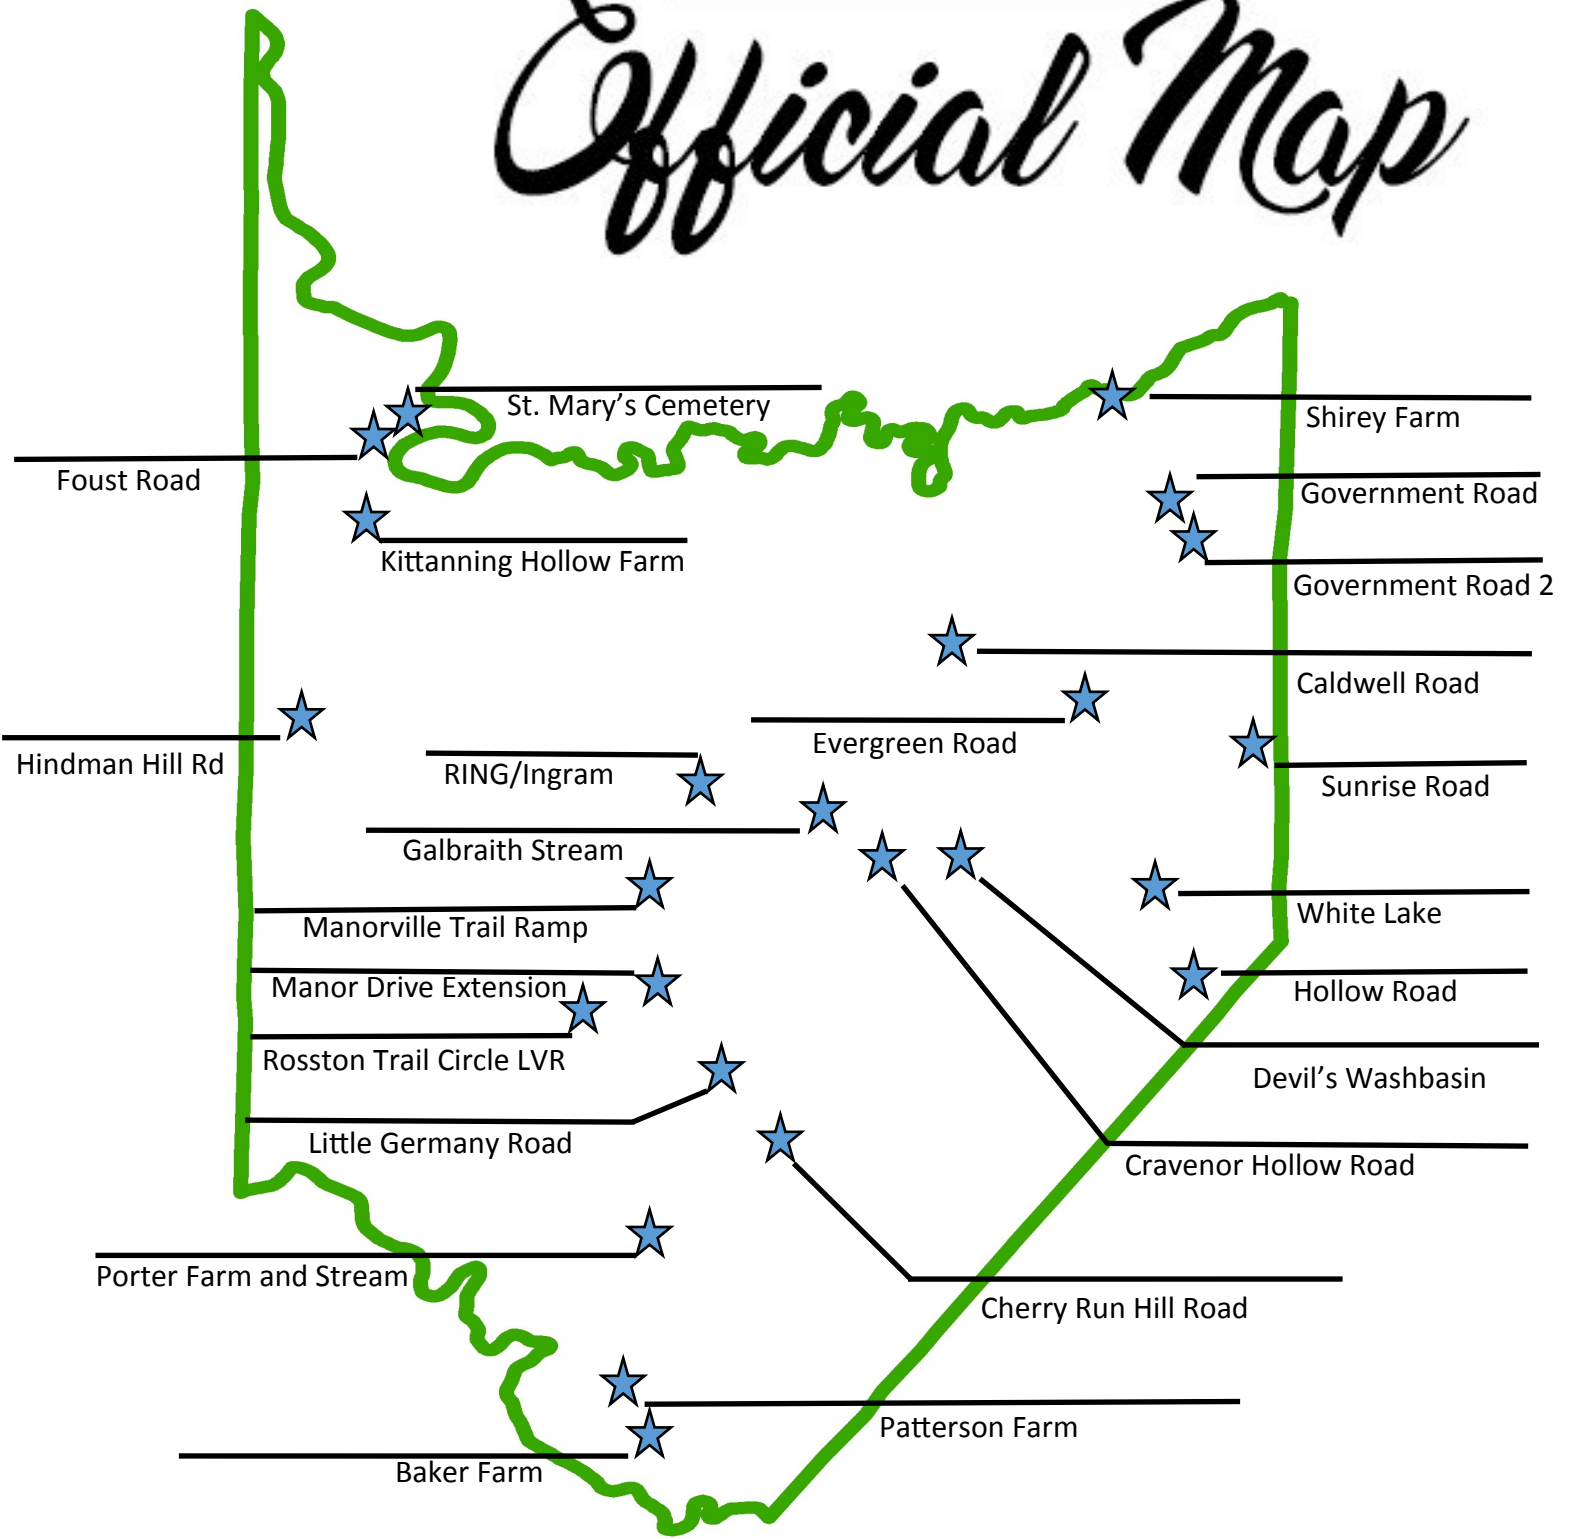 Official Map
St. Mary’s Cemetery
Shirey Farm
Foust Road
Government Road
Kittanning Hollow Farm
Government Road 2
Caldwell Road
Evergreen Road
Hindman Hill Rd
RING/Ingram
Sunrise Road
Galbraith Stream
White Lake
Manorville Trail Ramp
Manor Drive Extension
Hollow Road
Rosston Trail Circle LVR
Devil’s Washbasin
Little Germany Road
Cravenor Hollow Road
Porter Farm and Stream
Cherry Run Hill Road
Patterson Farm
Baker Farm